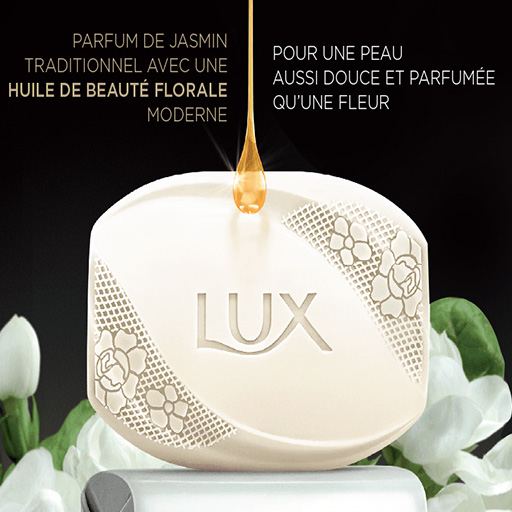 PARFUM DE JASMIN
TRADITIONNEL AVEC UNE
HUILE DE BEAUTÉ FLORALE
MODERNE
POUR UNE PEAU
AUSSI DOUCE ET PARFUMÉE
QU'UNE FLEUR
LUX